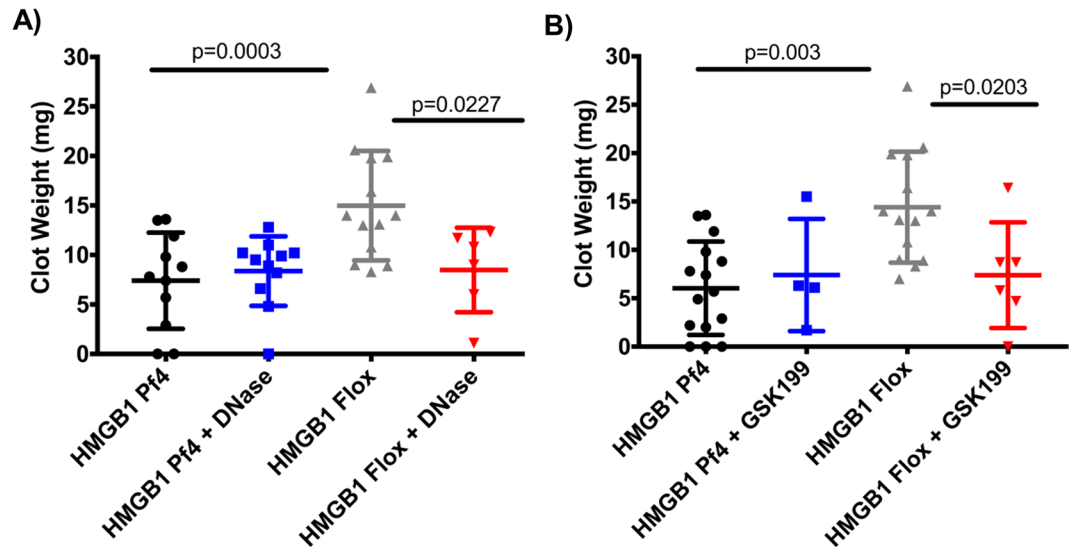 A)
p=0.0003
p=0.0227
30
25
20
15
10
5
0
Clot Weight (mg)
HMGB1 Pf4
HMGB1 Pf4 + DNase
HMGB1 Flox
HMGB1 Flox + DNase
B)
p=0.003
p=0.0203
30
25
20
15
10
5
0
Clot Weight (mg)
HMGB1 Pf4
HMGB1 Pf4 + GSK199
HMGB1 Flox
HMGB1 Flox + GSK199